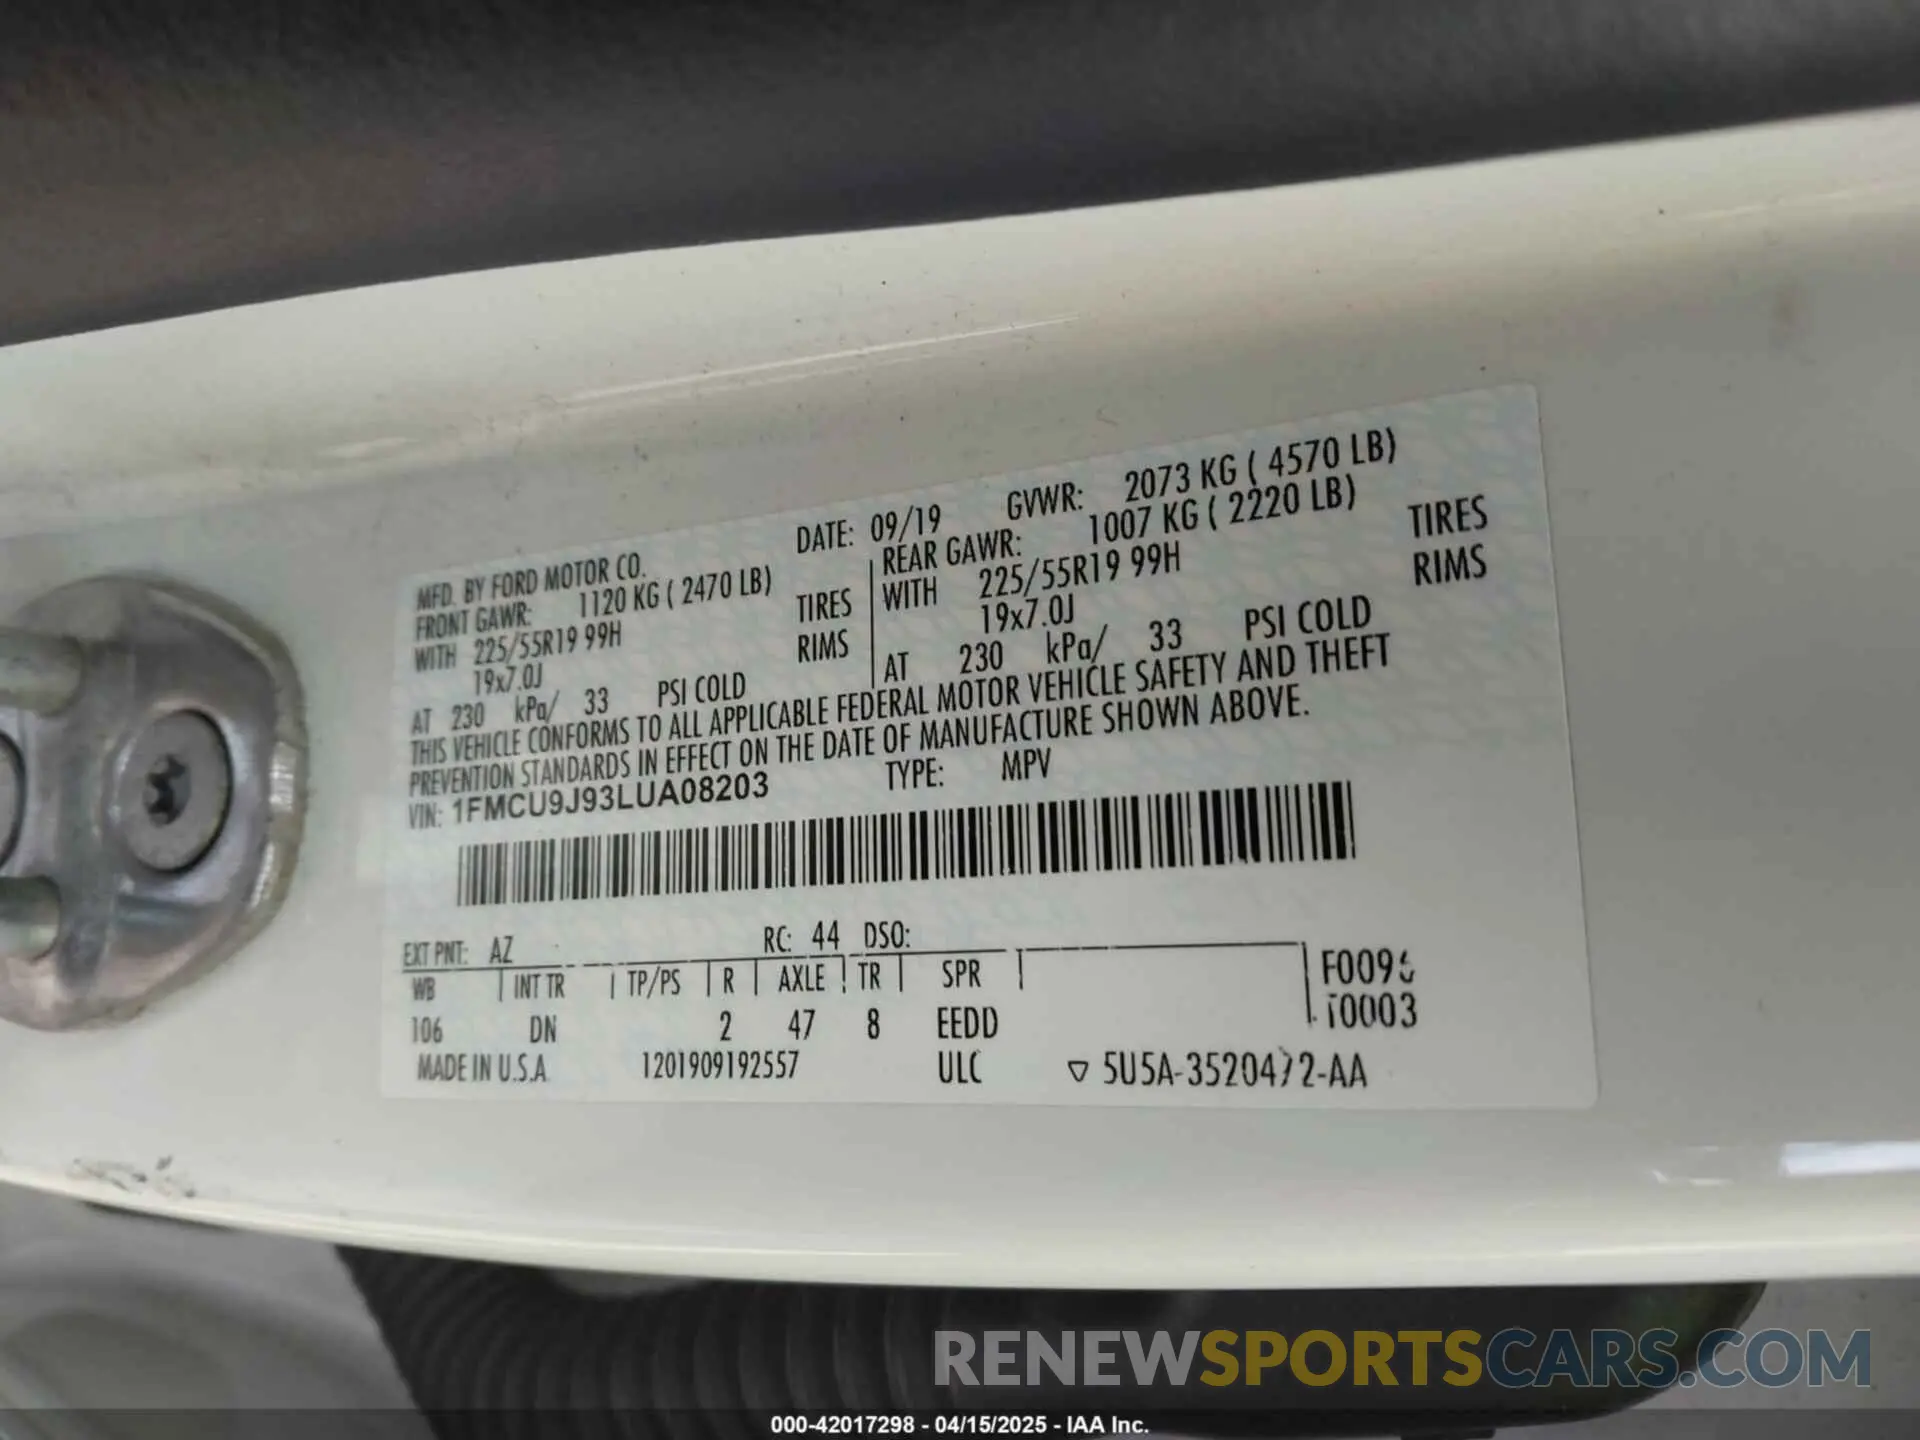 MFD. BY FORD MOTOR CO. DATE: 09/19 GVWR: 2073 KG ( 4570 LB)
FRONT GAWR: 1120 KG ( 2470 LB) REAR GAWR: 1007 KG ( 2220 LB)
WITH 225/55R19 99H TIRES WITH 225/55R19 99H TIRES
19x7.0J RIMS 19x7.0J RIMS
AT 230 kPa/ 33 PSI COLD AT 230 kPa/ 33 PSI COLD
THIS VEHICLE CONFORMS TO ALL APPLICABLE FEDERAL MOTOR VEHICLE SAFETY AND THEFT
PREVENTION STANDARDS IN EFFECT ON THE DATE OF MANUFACTURE SHOWN ABOVE.
VIN: 1FMCU9J93LUA08203 TYPE: MPV
EXT PNT: AZ RC: 44 DSO:
WB INT TR TP/PS R AXLE TR SPR
106 DN 2 47 8 EEDD
MADE IN U.S.A. 1201909192557 ULC 5U5A-3520472-AA
RENEWSPORTSCARS.COM
000-42017298 - 04/15/2025 - IAA Inc.